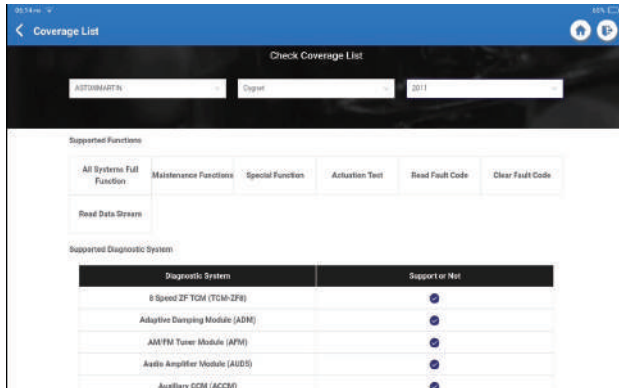 Coverage List
Check Coverage List
ASTONMARTIN Cygnet 2011
Supported Functions
All Systems Full Function Maintenance Functions Special Function Actuation Test Read Fault Code Clear Fault Code
Read Data Stream
Supported Diagnostic System
Diagnostic System Support or Not
8 Speed ZF TCM (TCM-ZF8)
Adaptive Damping Module (ADM)
AM/FM Tuner Module (AFM)
Audio Amplifier Module (AUDS)
Auxiliary CCM (ACCM)